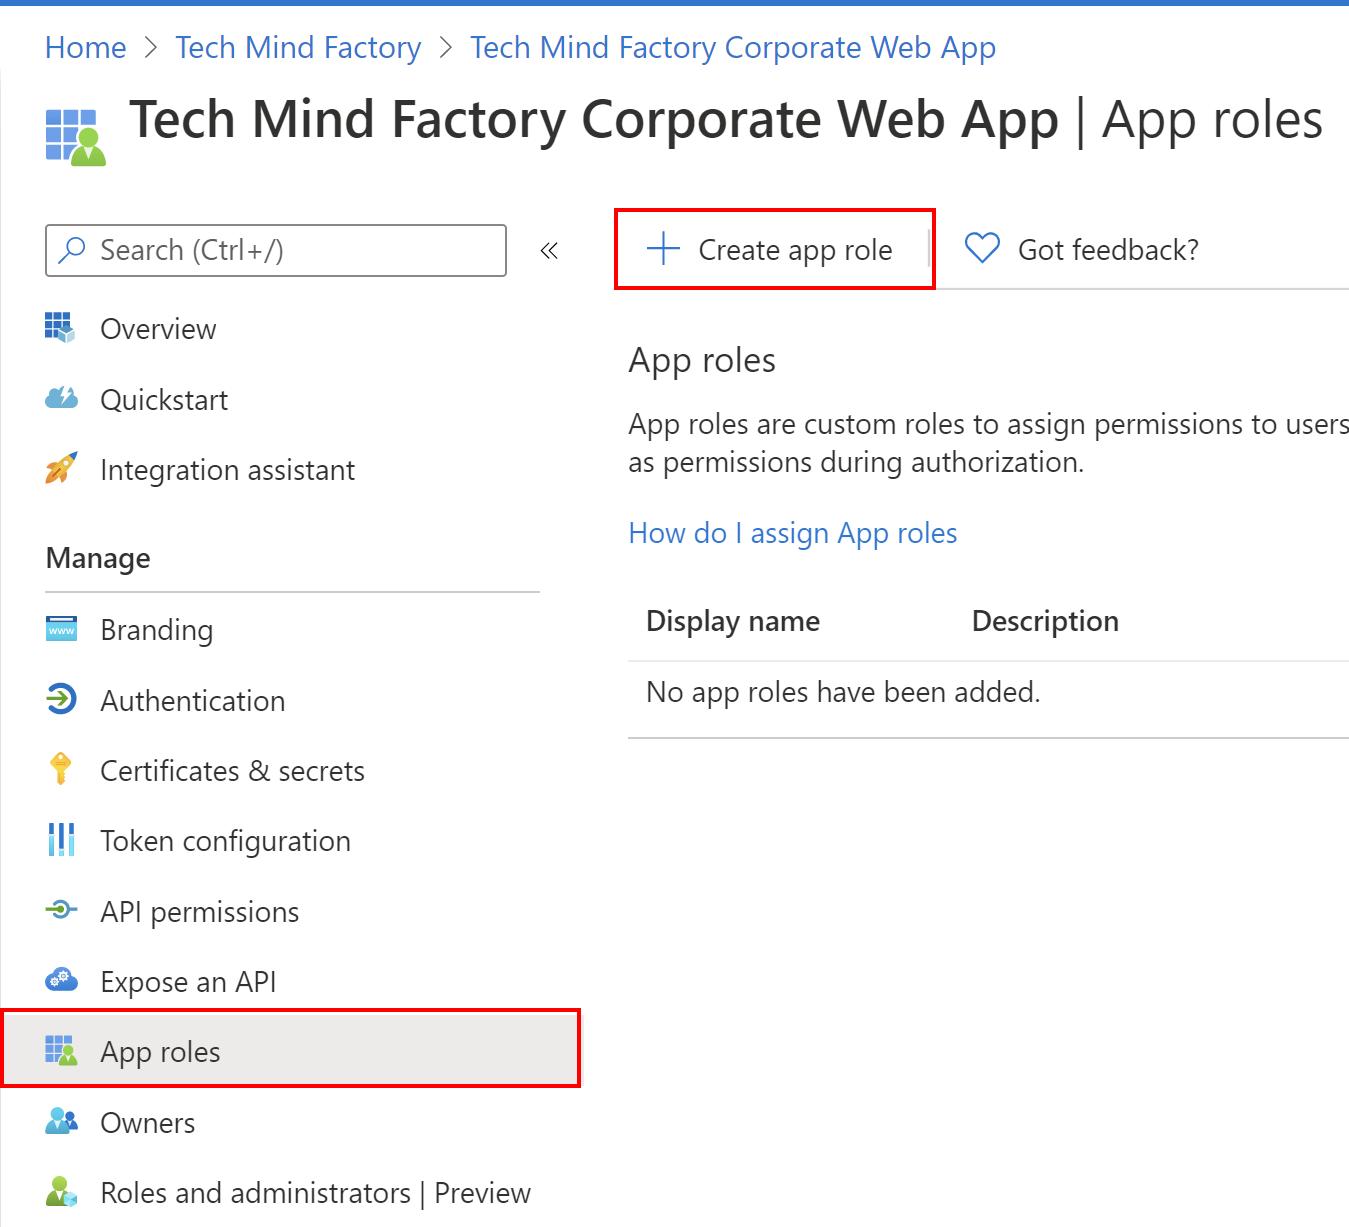 Home > Tech Mind Factory > Tech Mind Factory Corporate Web App
Tech Mind Factory Corporate Web App | App roles
Search (Ctrl+/)
«
Overview
Quickstart
Integration assistant
Manage
Branding
Authentication
Certificates & secrets
Token configuration
API permissions
Expose an API
App roles
Owners
Roles and administrators | Preview
Create app role
Got feedback?
App roles
App roles are custom roles to assign permissions to users
as permissions during authorization.
How do I assign App roles
Display name Description
No app roles have been added.
www